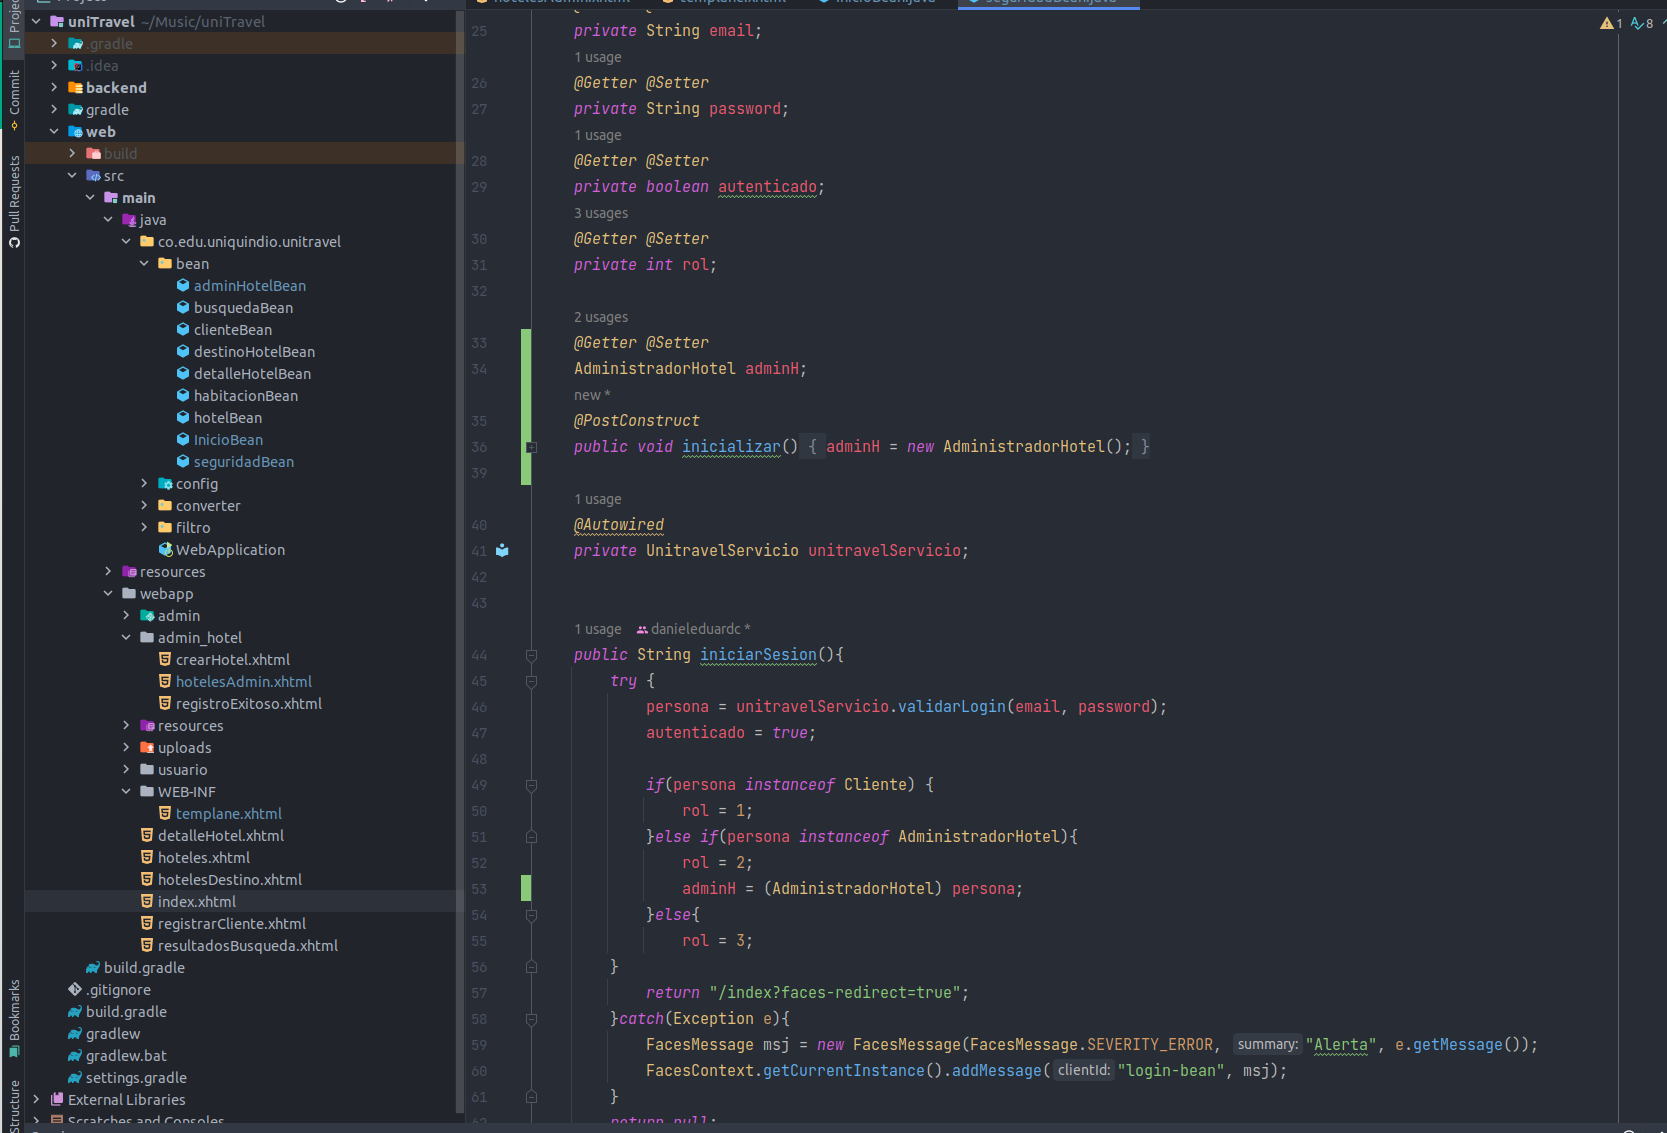 uniTravel ~/Music/uniTravel
.gradle
.idea
backend
gradle
web
build
src
main
java
co.edu.uniquindio.unitravel
bean
adminHotelBean
busquedaBean
clienteBean
destinoHotelBean
detalleHotelBean
habitacionBean
hotelBean
InicioBean
seguridadBean
config
converter
filtro
WebApplication
resources
webapp
admin
admin_hotel
crearHotel.xhtml
hotelesAdmin.xhtml
registroExitoso.xhtml
resources
uploads
usuario
WEB-INF
templane.xhtml
detalleHotel.xhtml
hoteles.xhtml
hotelesDestino.xhtml
index.xhtml
registrarCliente.xhtml
resultadosBusqueda.xhtml
build.gradle
.gitignore
build.gradle
gradlew
gradlew.bat
settings.gradle
External Libraries
Scratches and Consoles
Commit
Pull Requests
Bookmarks
Structure
1 8
25 private String email;
1 usage
26 @Getter @Setter
27 private String password;
1 usage
28 @Getter @Setter
29 private boolean autenticado;
3 usages
30 @Getter @Setter
31 private int rol;
32
2 usages
33 @Getter @Setter
34 AdministradorHotel adminH;
new *
35 @PostConstruct
36 public void inicializar() { adminH = new AdministradorHotel(); }
39
1 usage
40 @Autowired
41 private UnitravelServicio unitravelServicio;
42
43
1 usage danieleduardc *
44 public String iniciarSesion(){
45 try {
46 persona = unitravelServicio.validarLogin(email, password);
47 autenticado = true;
48
49 if(persona instanceof Cliente) {
50 rol = 1;
51 }else if(persona instanceof AdministradorHotel){
52 rol = 2;
53 adminH = (AdministradorHotel) persona;
54 }else{
55 rol = 3;
56 }
57 return "/index?faces-redirect=true";
58 }catch(Exception e){
59 FacesMessage msj = new FacesMessage(FacesMessage.SEVERITY_ERROR, summary: "Alerta", e.getMessage());
60 FacesContext.getCurrentInstance().addMessage( clientId: "login-bean", msj);
61 }
62 return null;